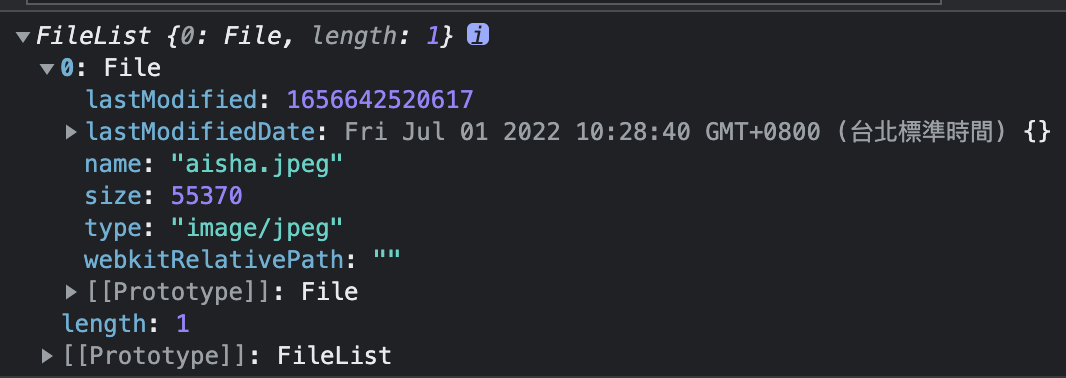 ▼FileList {0: File, length: 1} i
▼0: File
lastModified: 1656642520617
▶lastModifiedDate: Fri Jul 01 2022 10:28:40 GMT+0800 (台北標準時間) {}
name: "aisha.jpeg"
size: 55370
type: "image/jpeg"
webkitRelativePath: ""
▶[[Prototype]]: File
length: 1
▶[[Prototype]]: FileList